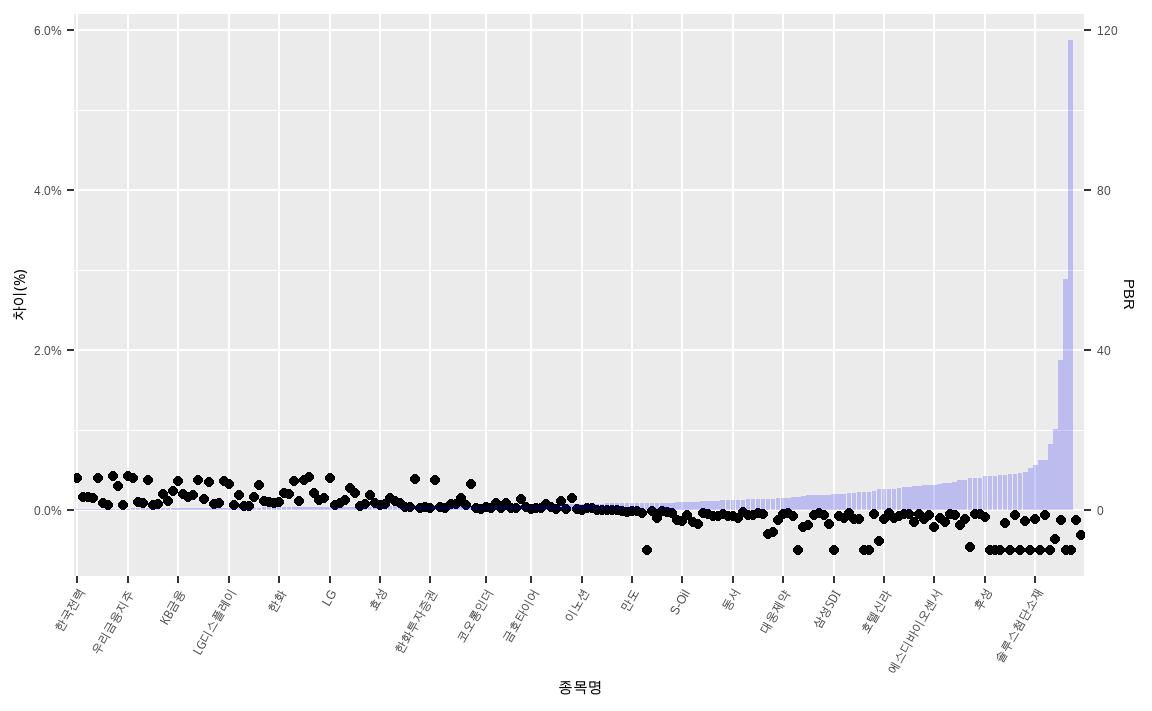 6.0%
4.0%
2.0%
0.0%
차이(%)
120
80
40
0
PBR
한국전력
우리금융지주
KB금융
LG디스플레이
한화
LG
효성
한화투자증권
코오롱인더
금호타이어
이노션
만도
S-Oil
동서
대웅제약
삼성SDI
호텔신라
에스디바이오센서
후성
솔루스첨단소재
종목명